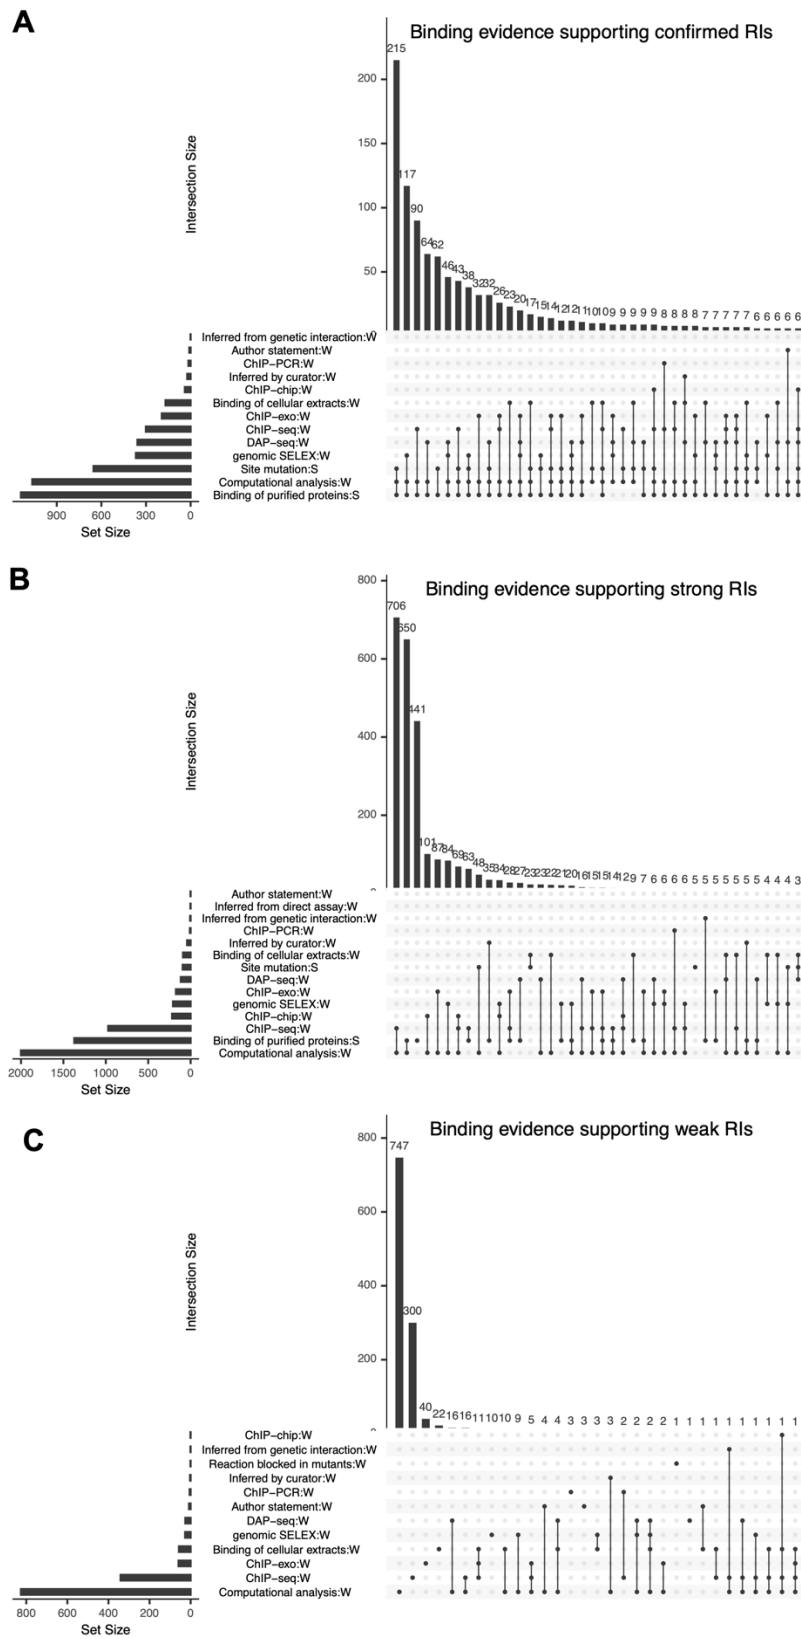 A
Binding evidence supporting confirmed RIs
Intersection Size
200
150
100
50
0
215 117 90 64 62 46 43 38 32 32 26 23 20 17 15 14 12 12 11 10 10 9 9 9 9 9 8 8 8 8 7 7 7 7 7 6 6 6 6 6
Inferred from genetic interaction:W
Author statement:W
ChIP-PCR:W
Inferred by curator:W
ChIP-chip:W
Binding of cellular extracts:W
ChIP-exo:W
ChIP-seq:W
DAP-seq:W
genomic SELEX:W
Site mutation:S
Computational analysis:W
Binding of purified proteins:S
900 600 300 0
Set Size
B
Binding evidence supporting strong RIs
Intersection Size
800
600
400
200
0
706 650 441 101 87 84 69 63 48 35 34 28 27 23 23 22 21 20 16 15 15 14 12 9 7 6 6 6 6 5 5 5 5 5 5 5 4 4 4 3
Author statement:W
Inferred from direct assay:W
Inferred from genetic interaction:W
ChIP-PCR:W
Inferred by curator:W
Binding of cellular extracts:W
Site mutation:S
DAP-seq:W
ChIP-exo:W
genomic SELEX:W
ChIP-chip:W
ChIP-seq:W
Binding of purified proteins:S
Computational analysis:W
2000 1500 1000 500 0
Set Size
C
Binding evidence supporting weak RIs
Intersection Size
800
600
400
200
0
747 300 40 22 16 16 11 10 10 9 5 4 4 3 3 3 3 2 2 2 2 1 1 1 1 1 1 1 1 1 1
ChIP-chip:W
Inferred from genetic interaction:W
Reaction blocked in mutants:W
Inferred by curator:W
ChIP-PCR:W
Author statement:W
DAP-seq:W
genomic SELEX:W
Binding of cellular extracts:W
ChIP-exo:W
ChIP-seq:W
Computational analysis:W
800 600 400 200 0
Set Size